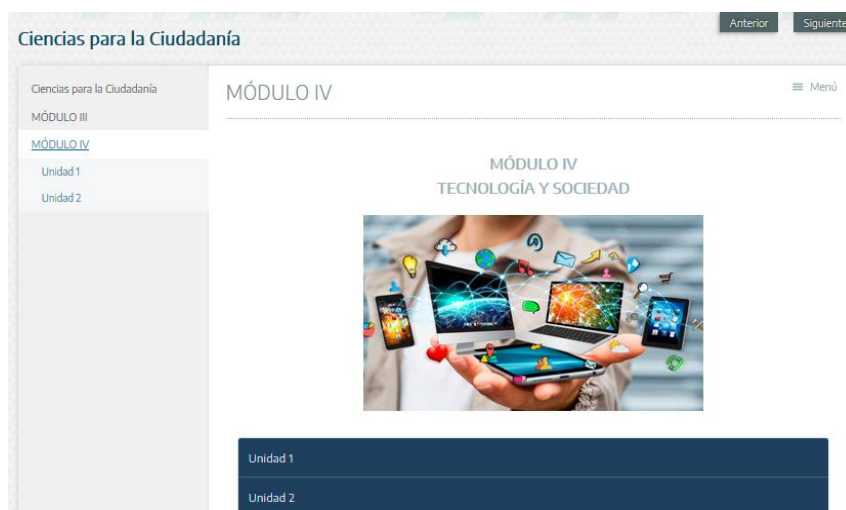 Anterior
Siguiente
Ciencias para la Ciudadanía
Ciencias para la Ciudadanía
MÓDULO III
MÓDULO IV
Unidad 1
Unidad 2
MÓDULO IV
Menú
MÓDULO IV
TECNOLOGÍA Y SOCIEDAD
Unidad 1
Unidad 2